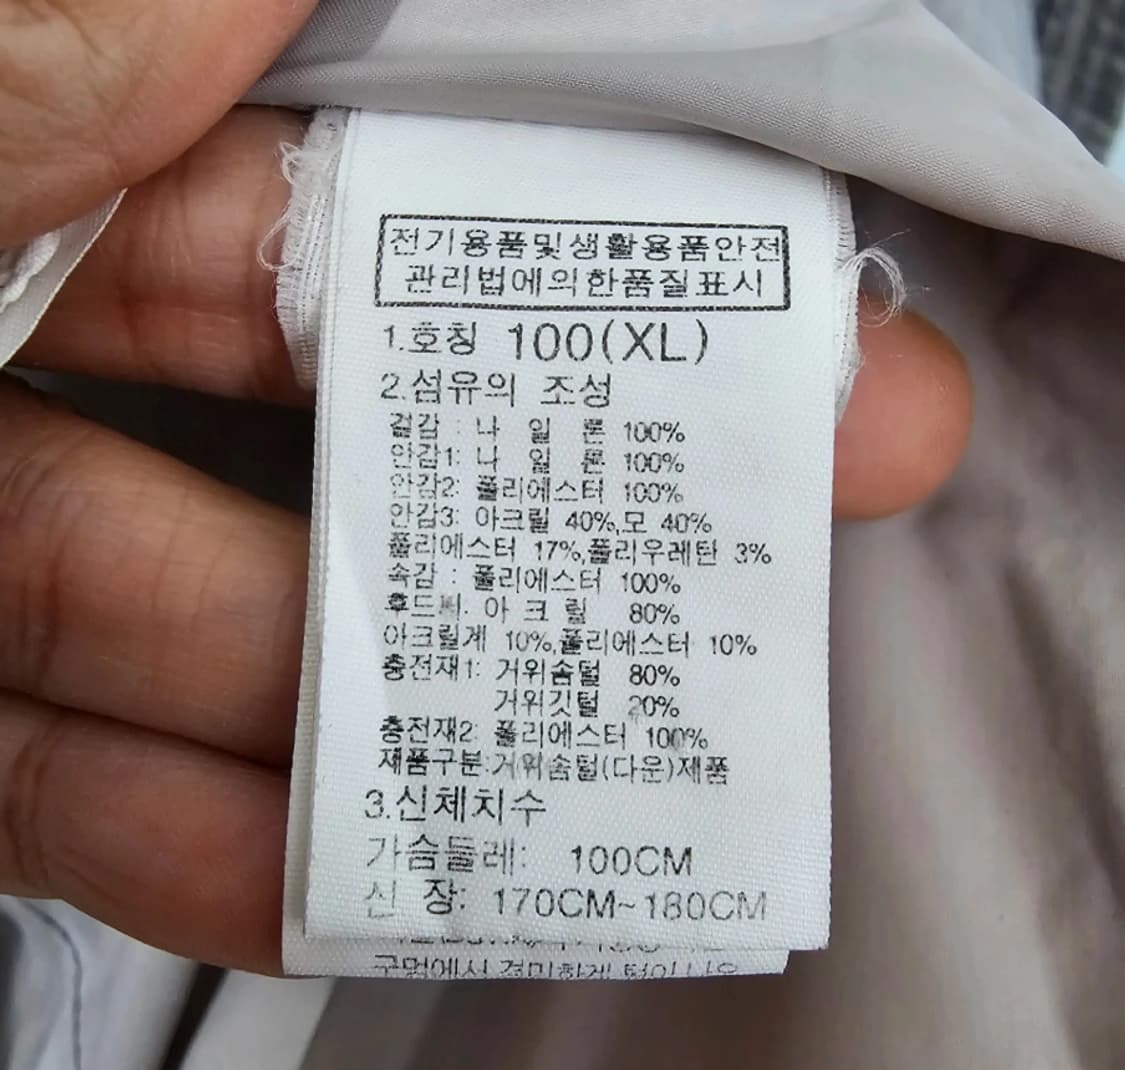 전기용품및생활용품안전
관리법에의한품질표시
1.호칭 100(XL)
2.섬유의 조성
겉감 : 나 일 론 100%
안감1: 나 일 론 100%
안감2: 폴리에스터 100%
안감3: 아크릴 40%,모 40%
폴리에스터 17%,폴리우레탄 3%
속감 : 폴리에스터 100%
아 크 릴 80%
아크릴계 10%,폴리에스터 10%
충전재1: 거위솜털 80%
거위깃털 20%
충전재2: 폴리에스터 100%
제품구분:거위솜털(다운)제품
3.신체치수
가슴둘레: 100CM
신 장: 170CM~180CM